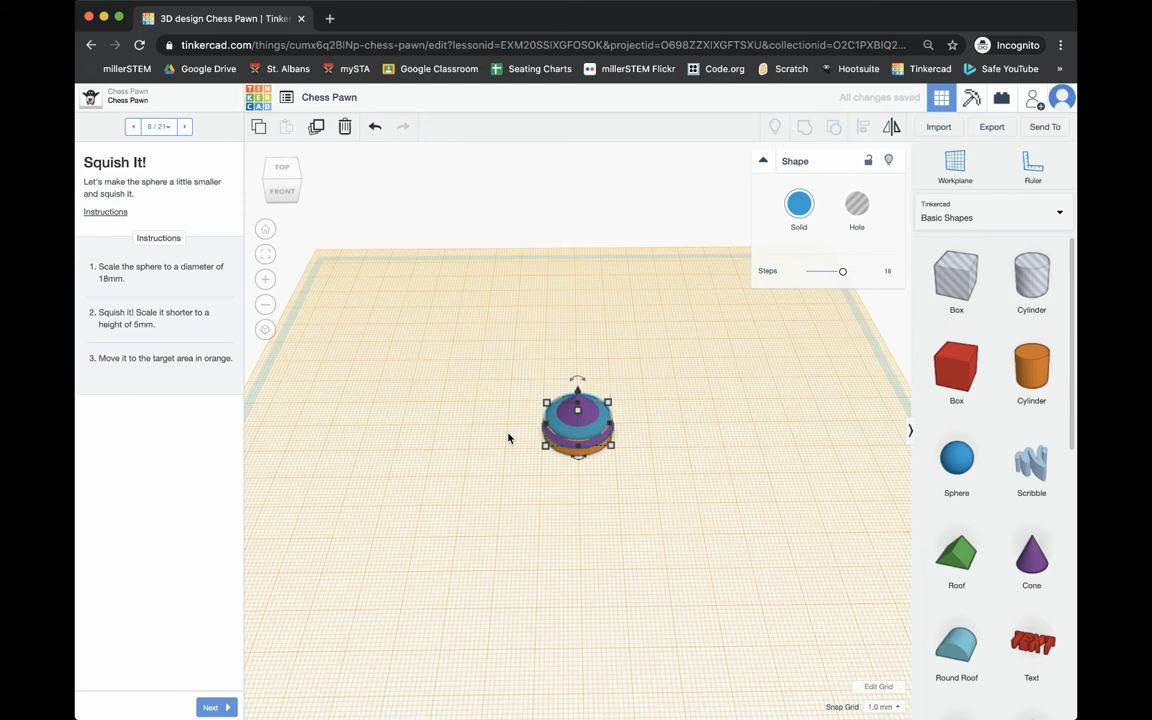 3D design Chess Pawn | Tinker
tinkercad.com/things/cumx6q2BlNp-chess-pawn/edit?lessonid=EXM20SSIXGFOSOK&projectid=O698ZZXIXGFTSXU&collectionid=O2C1PXBIQ2...
Incognito
millerSTEM
Google Drive
St. Albans
mySTA
Google Classroom
Seating Charts
millerSTEM Flickr
Code.org
Scratch
Hootsuite
Tinkercad
Safe YouTube
»
Chess Pawn
Chess Pawn
TIN
KER
CAD
Chess Pawn
All changes saved
8 / 21
Import
Export
Send To
Squish It!
Let's make the sphere a little smaller
and squish it.
Instructions
Instructions
1. Scale the sphere to a diameter of
18mm.
2. Squish it! Scale it shorter to a
height of 5mm.
3. Move it to the target area in orange.
Next
TOP
FRONT
Shape
Solid
Hole
Steps
18
Workplane
Ruler
Tinkercad
Basic Shapes
Box
Cylinder
Box
Cylinder
Sphere
Scribble
Roof
Cone
TEXT
Round Roof
Text
Edit Grid
Snap Grid
1.0 mm